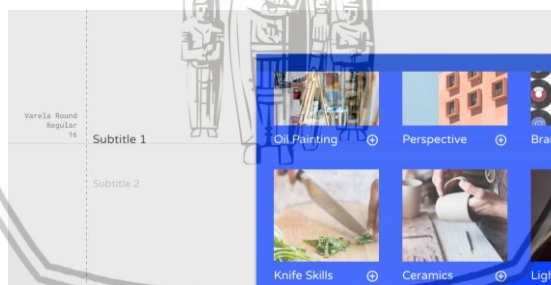 Varela Round
Regular
16
Subtitle 1
Subtitle 2
Oil Painting
Perspective
Knife Skills
Ceramics